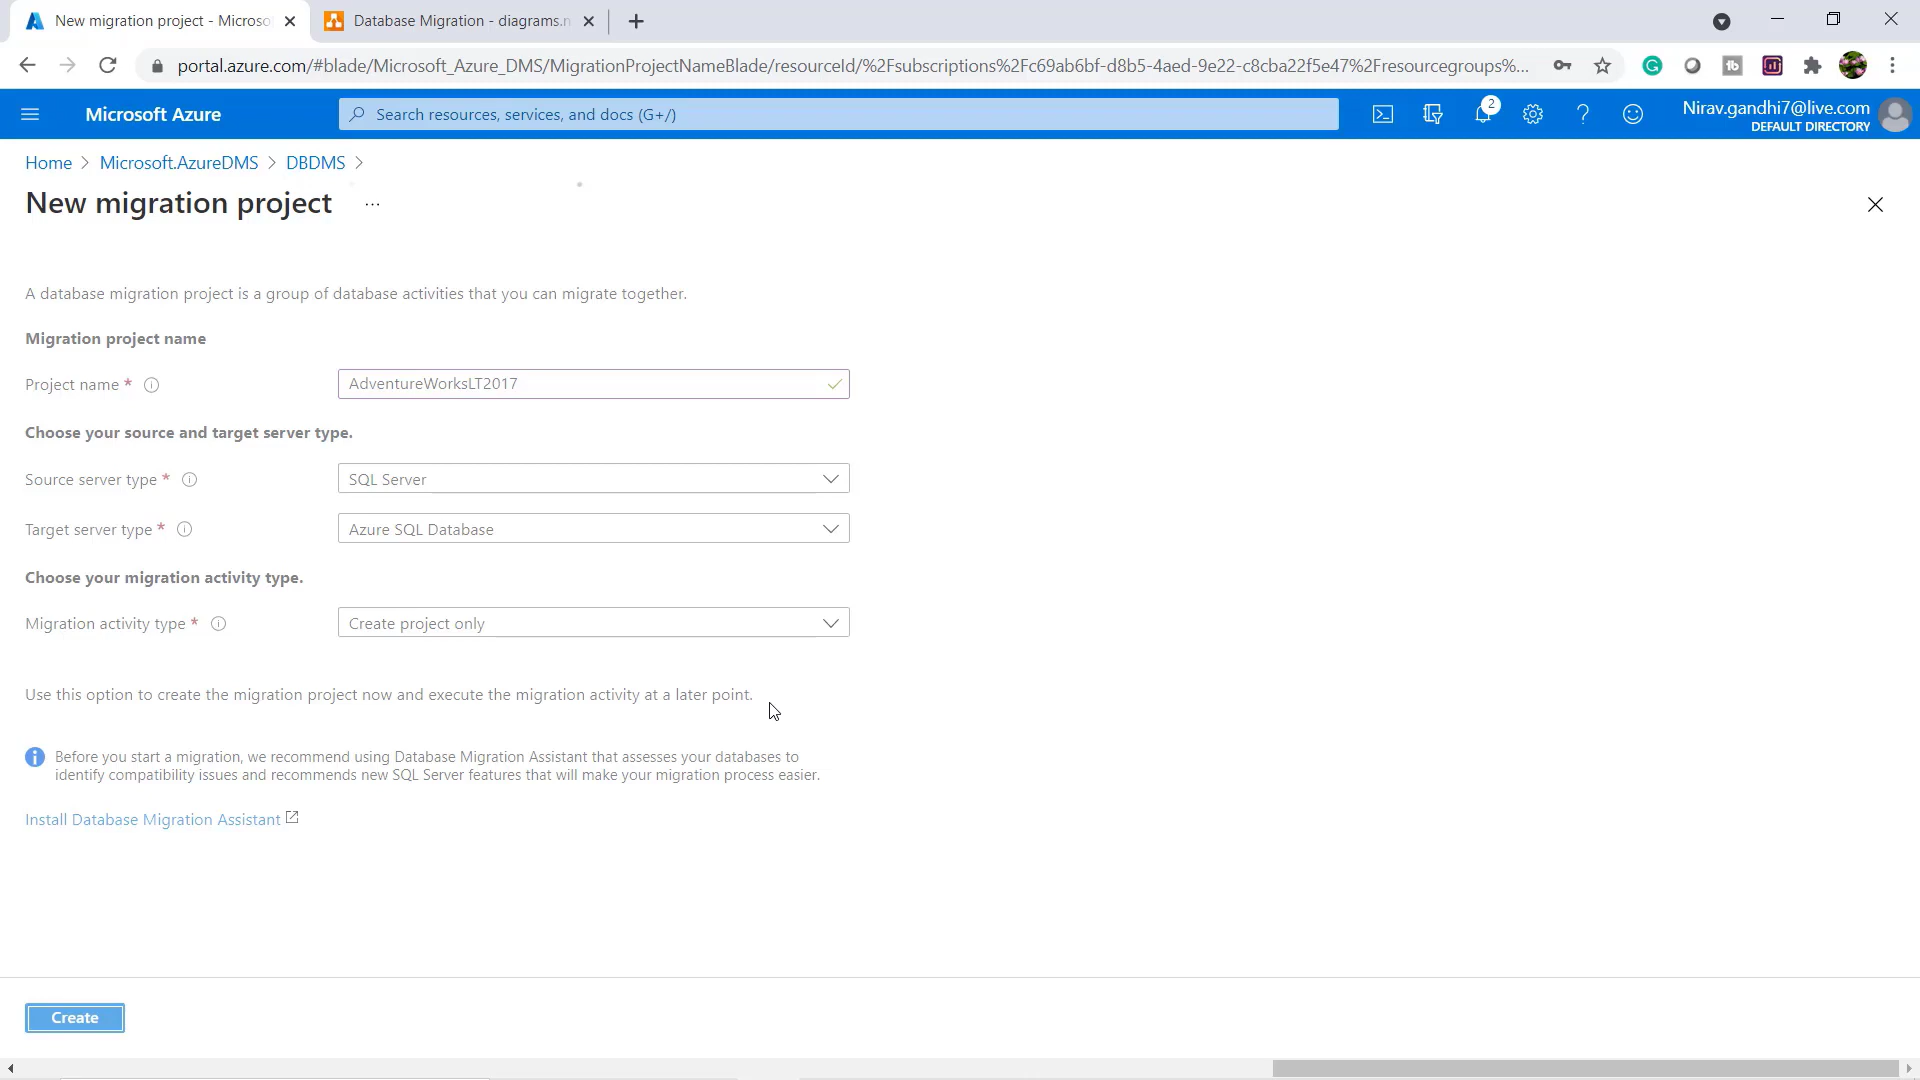 New migration project - Microso
Database Migration - diagrams.n
portal.azure.com/#blade/Microsoft_Azure_DMS/MigrationProjectNameBlade/resourceId/%2Fsubscriptions%2Fc69ab6bf-d8b5-4aed-9e22-c8cba22f5e47%2Fresourcegroups%...
Microsoft Azure
Search resources, services, and docs (G+/)
2
Nirav.gandhi7@live.com
DEFAULT DIRECTORY
Home > Microsoft.AzureDMS > DBDMS >
New migration project ...
A database migration project is a group of database activities that you can migrate together.
Migration project name
Project name * AdventureWorksLT2017
Choose your source and target server type.
Source server type * SQL Server
Target server type * Azure SQL Database
Choose your migration activity type.
Migration activity type * Create project only
Use this option to create the migration project now and execute the migration activity at a later point.
Before you start a migration, we recommend using Database Migration Assistant that assesses your databases to
identify compatibility issues and recommends new SQL Server features that will make your migration process easier.
Install Database Migration Assistant
Create